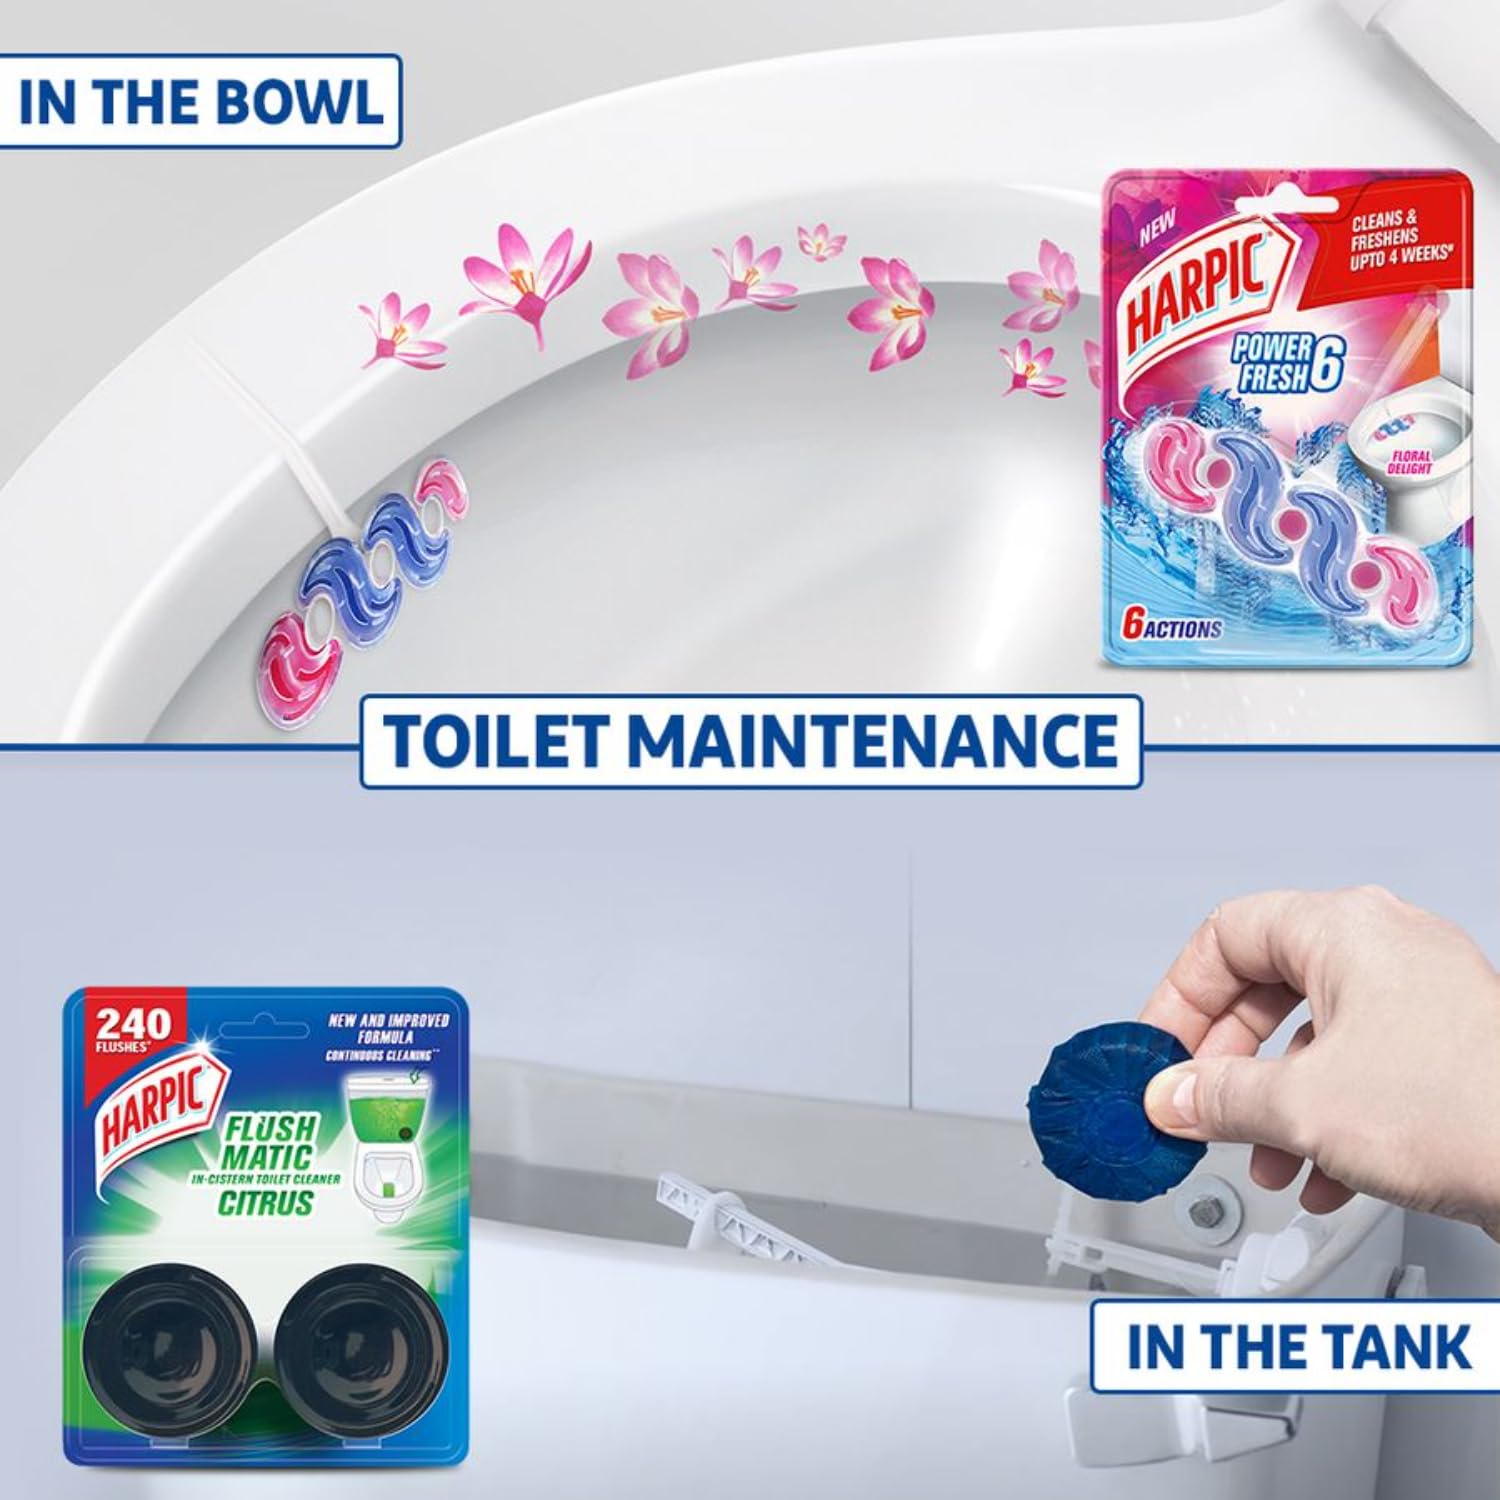 IN THE BOWL
NEW
HARPIC
CLEANS &
FRESHENS
UPTO 4 WEEKS#
POWER
FRESH 6
FLORAL
DELIGHT
6 ACTIONS
TOILET MAINTENANCE
240
FLUSHES*
NEW AND IMPROVED
FORMULA
CONTINUOUS CLEANING**
HARPIC
FLUSH
MATIC
IN-CISTERN TOILET CLEANER
CITRUS
IN THE TANK